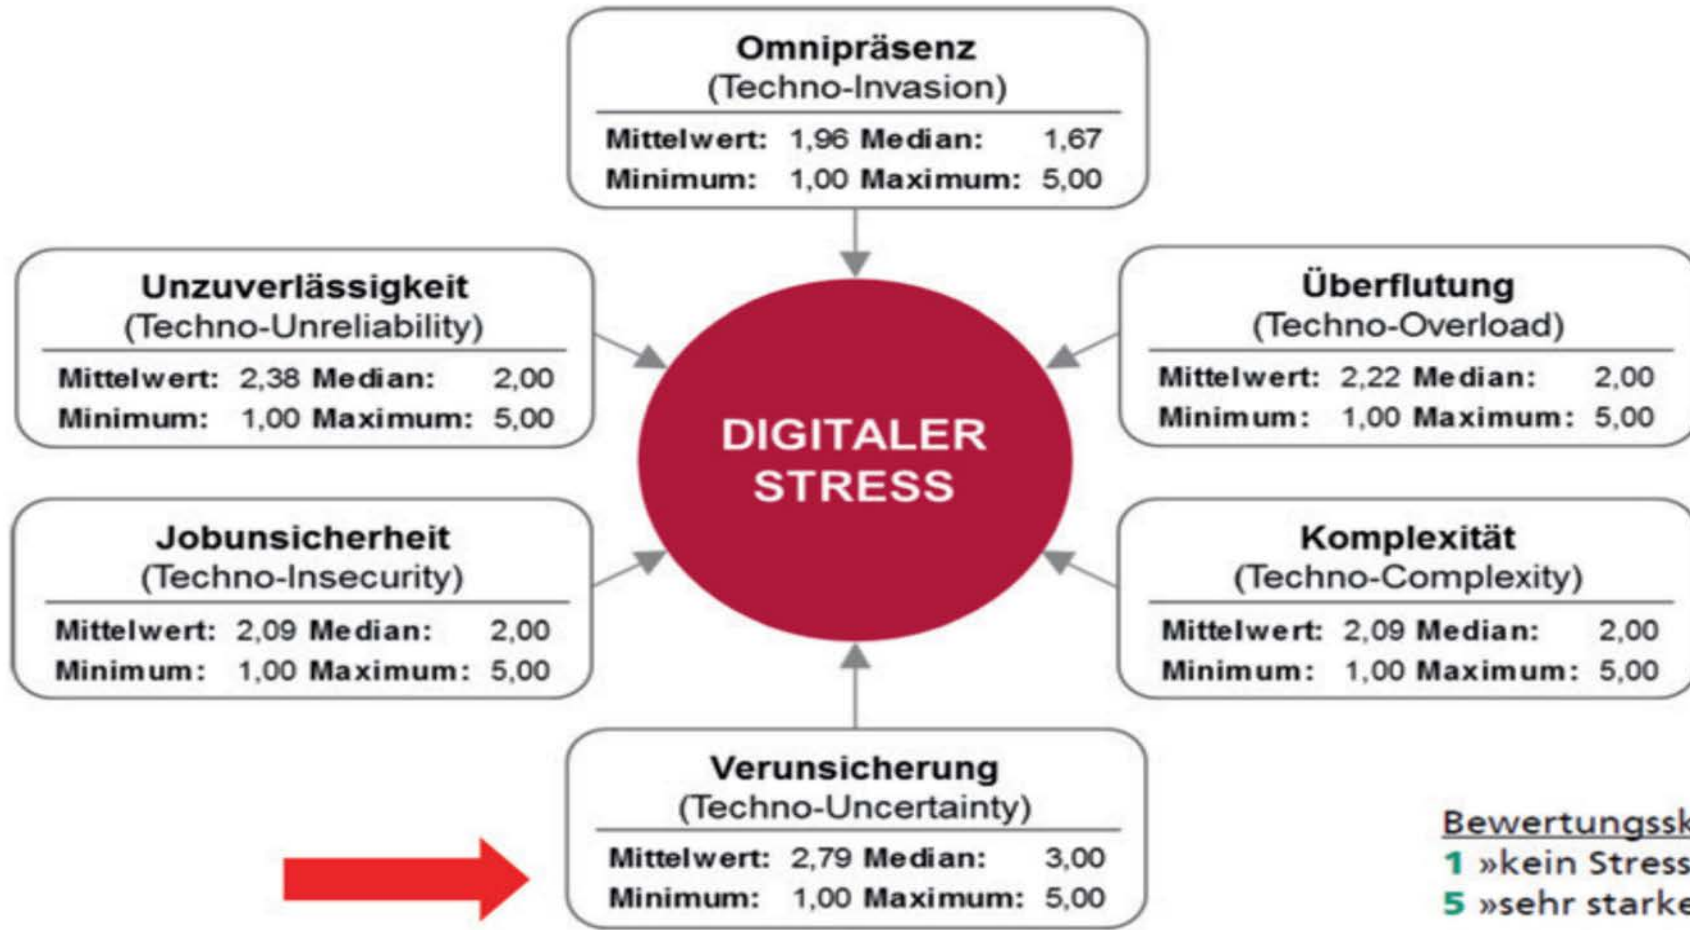 Omnipräsenz
(Techno-Invasion)
Mittelwert: 1,96 Median: 1,67
Minimum: 1,00 Maximum: 5,00
Unzuverlässigkeit
(Techno-Unreliability)
Mittelwert: 2,38 Median: 2,00
Minimum: 1,00 Maximum: 5,00
Überflutung
(Techno-Overload)
Mittelwert: 2,22 Median: 2,00
Minimum: 1,00 Maximum: 5,00
DIGITALER
STRESS
Jobunsicherheit
(Techno-Insecurity)
Mittelwert: 2,09 Median: 2,00
Minimum: 1,00 Maximum: 5,00
Komplexität
(Techno-Complexity)
Mittelwert: 2,09 Median: 2,00
Minimum: 1,00 Maximum: 5,00
Verunsicherung
(Techno-Uncertainty)
Mittelwert: 2,79 Median: 3,00
Minimum: 1,00 Maximum: 5,00
Bewertungssk
1 »kein Stress
5 »sehr starke